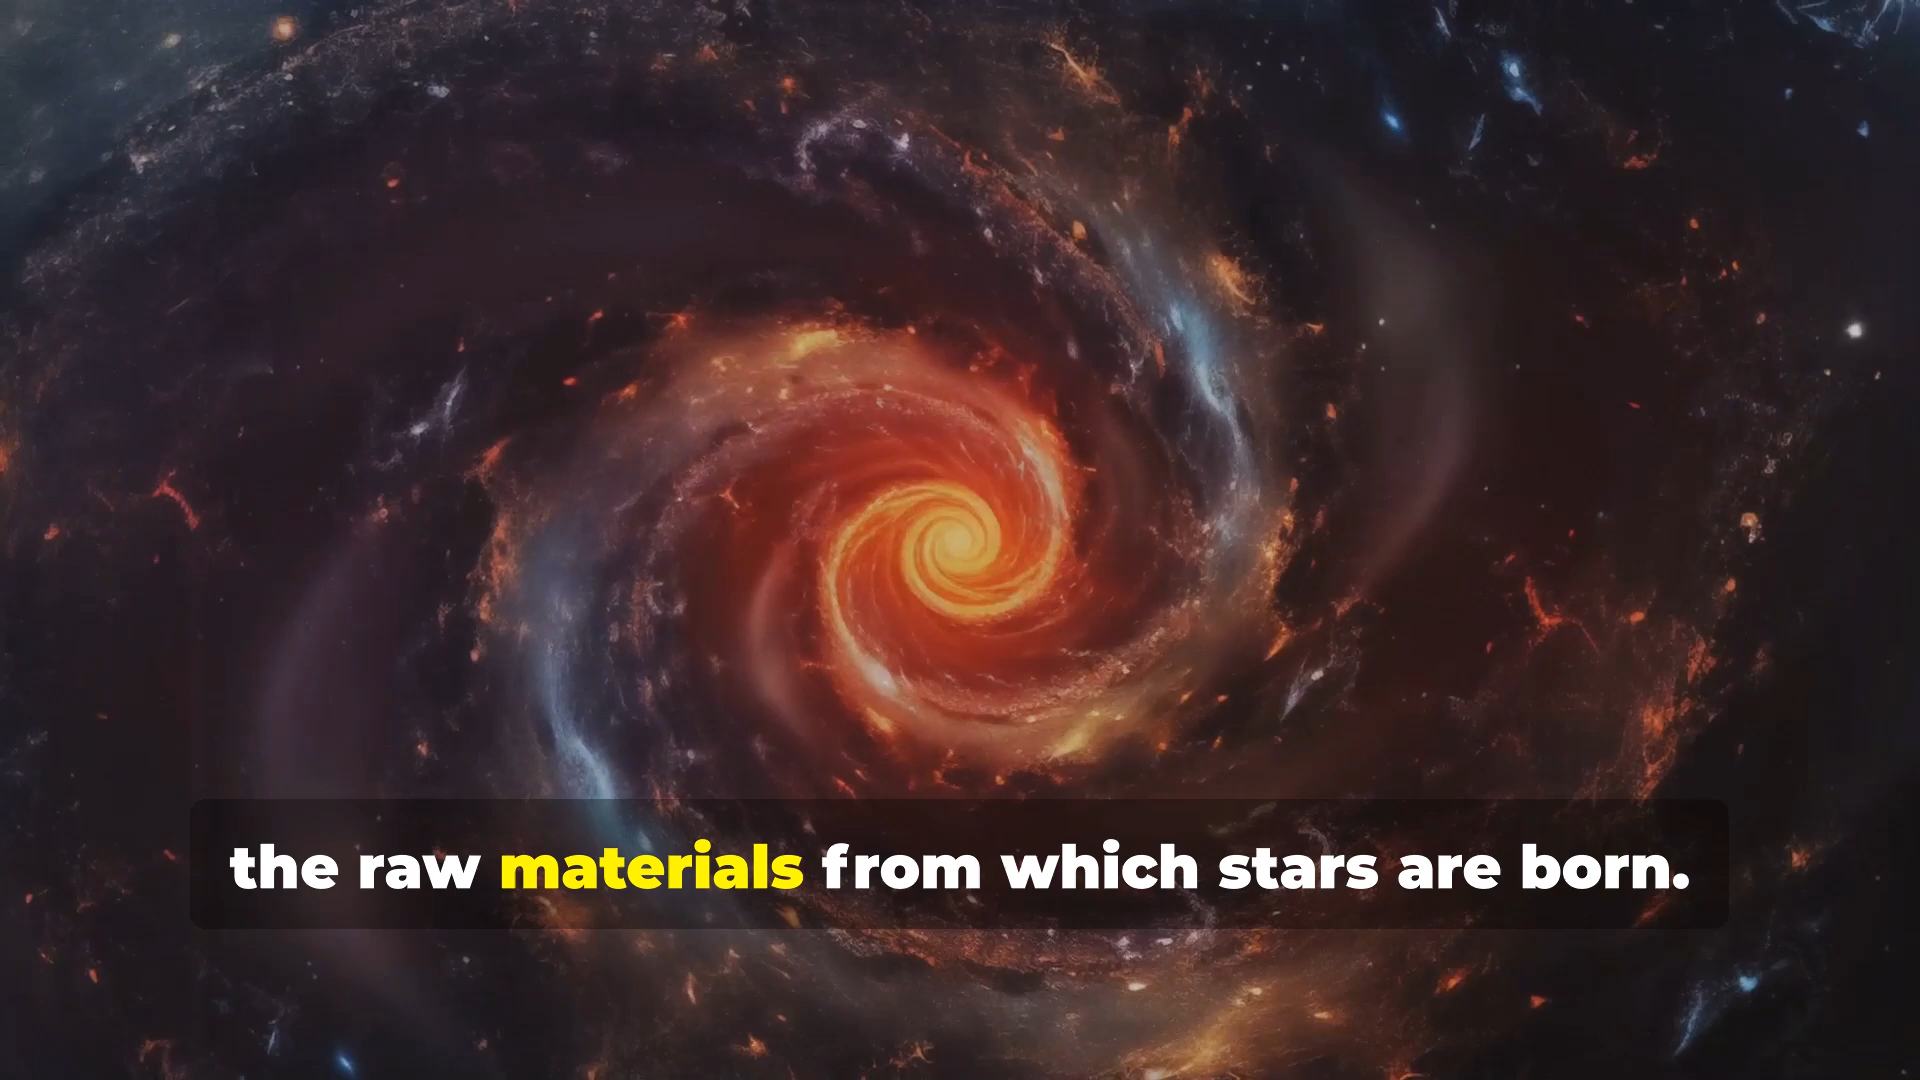 the raw materials from which stars are born.